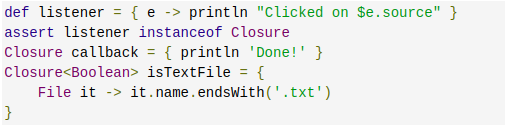 def listener = { e -> println "Clicked on $e.source" }
assert listener instanceof Closure
Closure callback = { println 'Done!' }
Closure<Boolean> isTextFile = {
    File it -> it.name.endsWith('.txt')
}